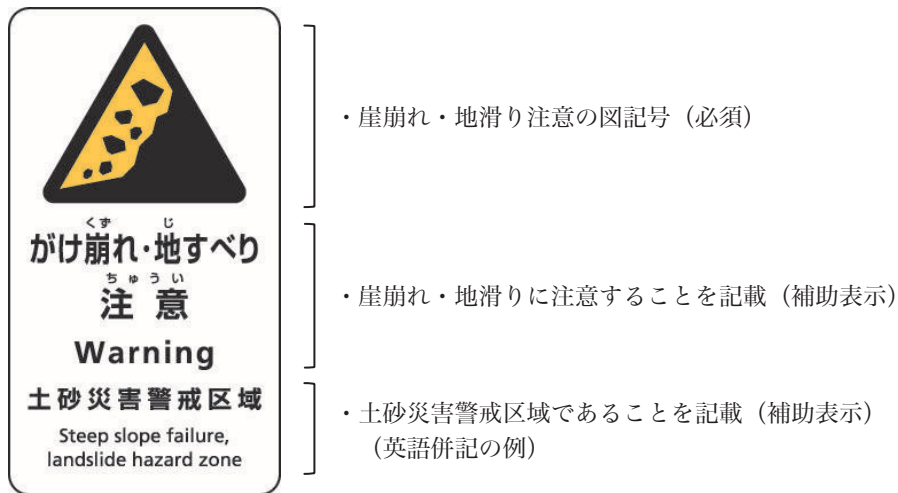 くず じ
がけ崩れ・地すべり
ちゅうい
注意
Warning
土砂災害警戒区域
Steep slope failure,
landslide hazard zone
・崖崩れ・地滑り注意の図記号（必須）
・崖崩れ・地滑りに注意することを記載（補助表示）
・土砂災害警戒区域であることを記載（補助表示）
（英語併記の例）